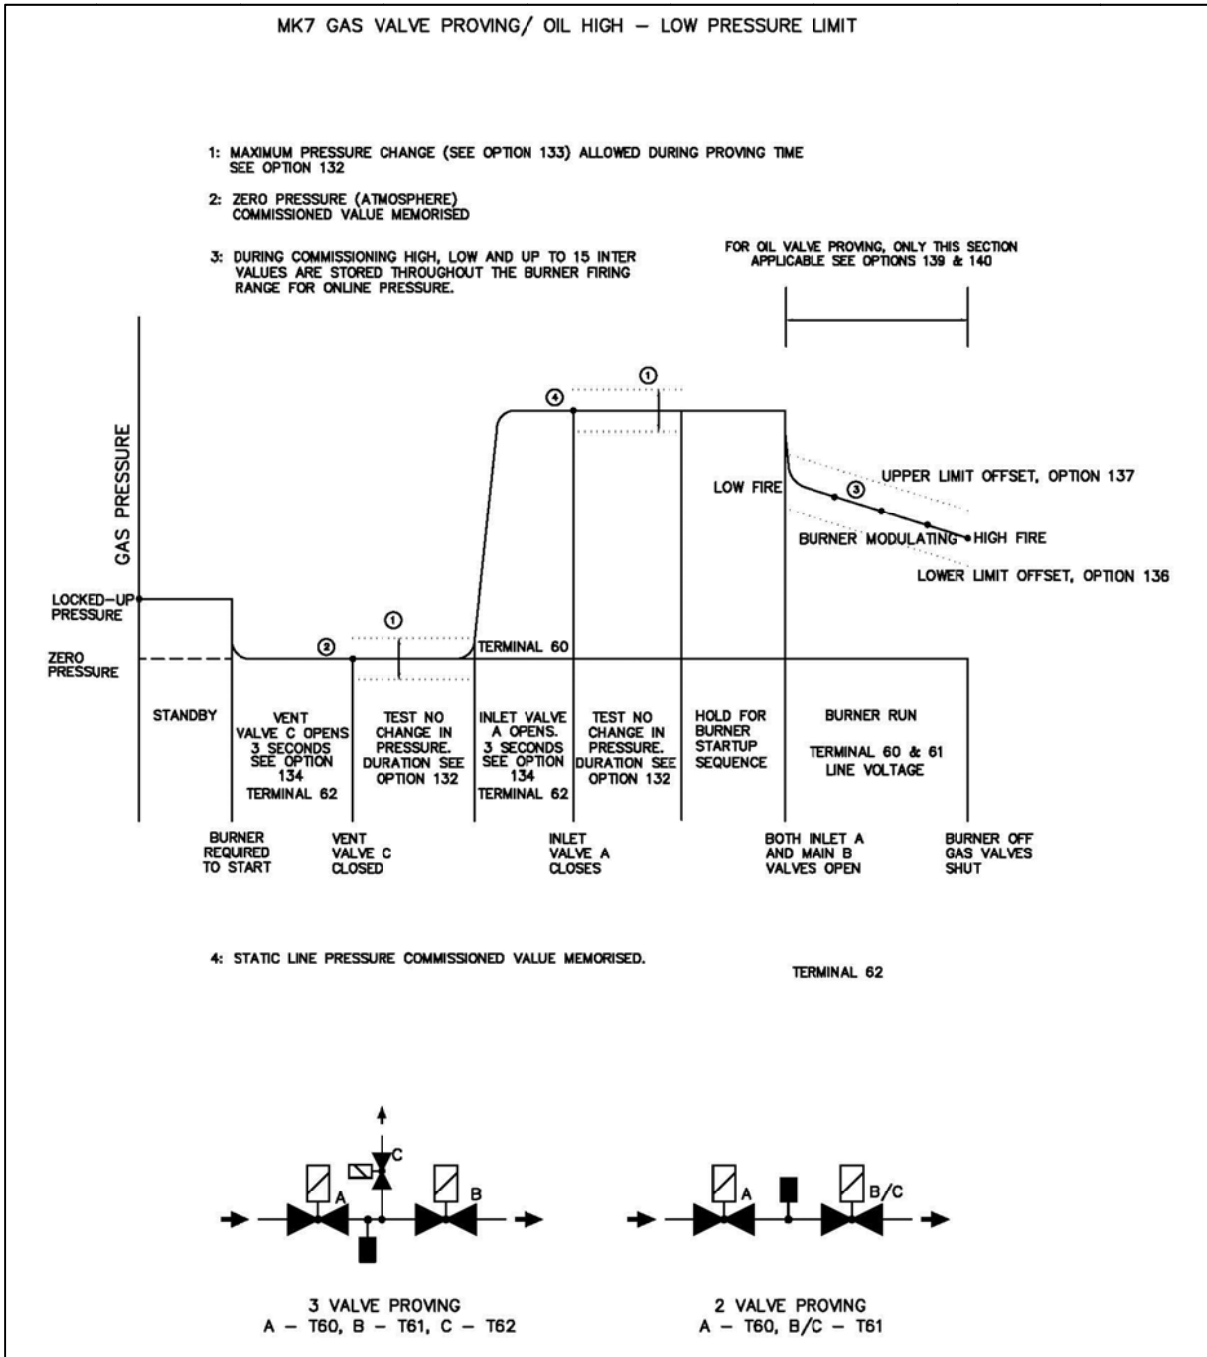 MK7 GAS VALVE PROVING/ OIL HIGH – LOW PRESSURE LIMIT
1: MAXIMUM PRESSURE CHANGE (SEE OPTION 133) ALLOWED DURING PROVING TIME
SEE OPTION 132
2: ZERO PRESSURE (ATMOSPHERE)
COMMISSIONED VALUE MEMORISED
3: DURING COMMISSIONING HIGH, LOW AND UP TO 15 INTER
VALUES ARE STORED THROUGHOUT THE BURNER FIRING
RANGE FOR ONLINE PRESSURE.
FOR OIL VALVE PROVING, ONLY THIS SECTION
APPLICABLE SEE OPTIONS 139 & 140
GAS PRESSURE
1
4
LOW FIRE
UPPER LIMIT OFFSET, OPTION 137
3
BURNER MODULATING
HIGH FIRE
LOWER LIMIT OFFSET, OPTION 136
LOCKED–UP
PRESSURE
1
2
TERMINAL 60
ZERO
PRESSURE
STANDBY
VENT
VALVE C OPENS
3 SECONDS
SEE OPTION
134
TERMINAL 62
TEST NO
CHANGE IN
PRESSURE.
DURATION SEE
OPTION 132
INLET VALVE
A OPENS.
3 SECONDS
SEE OPTION
134
TERMINAL 62
TEST NO
CHANGE IN
PRESSURE.
DURATION SEE
OPTION 132
HOLD FOR
BURNER
STARTUP
SEQUENCE
BURNER RUN
TERMINAL 60 & 61
LINE VOLTAGE
BURNER
REQUIRED
TO START
VENT
VALVE C
CLOSED
INLET
VALVE A
CLOSES
BOTH INLET A
AND MAIN B
VALVES OPEN
BURNER OFF
GAS VALVES
SHUT
4: STATIC LINE PRESSURE COMMISSIONED VALUE MEMORISED.
TERMINAL 62
C
A
B
A
B/C
3 VALVE PROVING
A – T60, B – T61, C – T62
2 VALVE PROVING
A – T60, B/C – T61